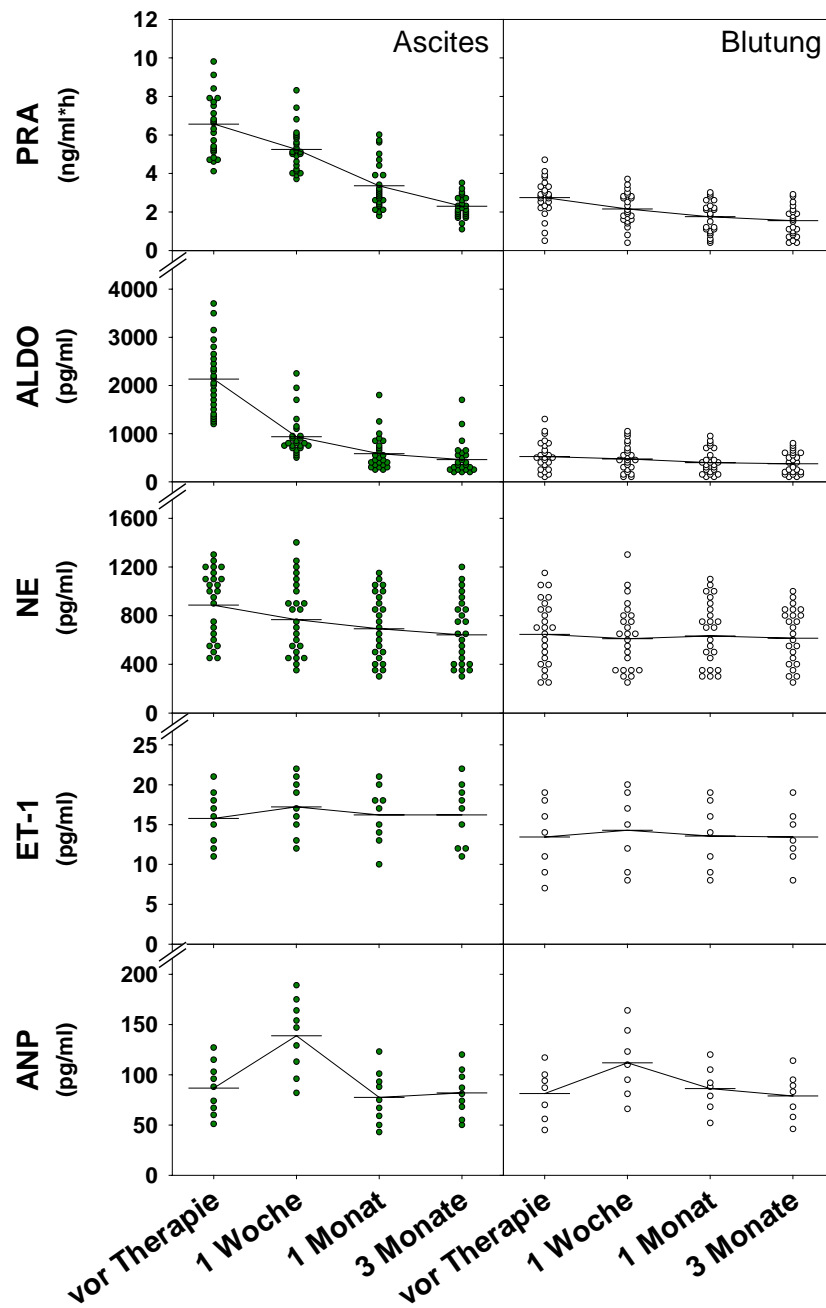 Ascites
Blutung
PRA
(ng/ml*h)
12
10
8
6
4
2
0
ALDO
(pg/ml)
4000
3000
2000
1000
0
NE
(pg/ml)
1600
1200
800
400
0
ET-1
(pg/ml)
25
20
15
10
5
0
ANP
(pg/ml)
200
150
100
50
0
vor Therapie
1 Woche
1 Monat
3 Monate
vor Therapie
1 Woche
1 Monat
3 Monate